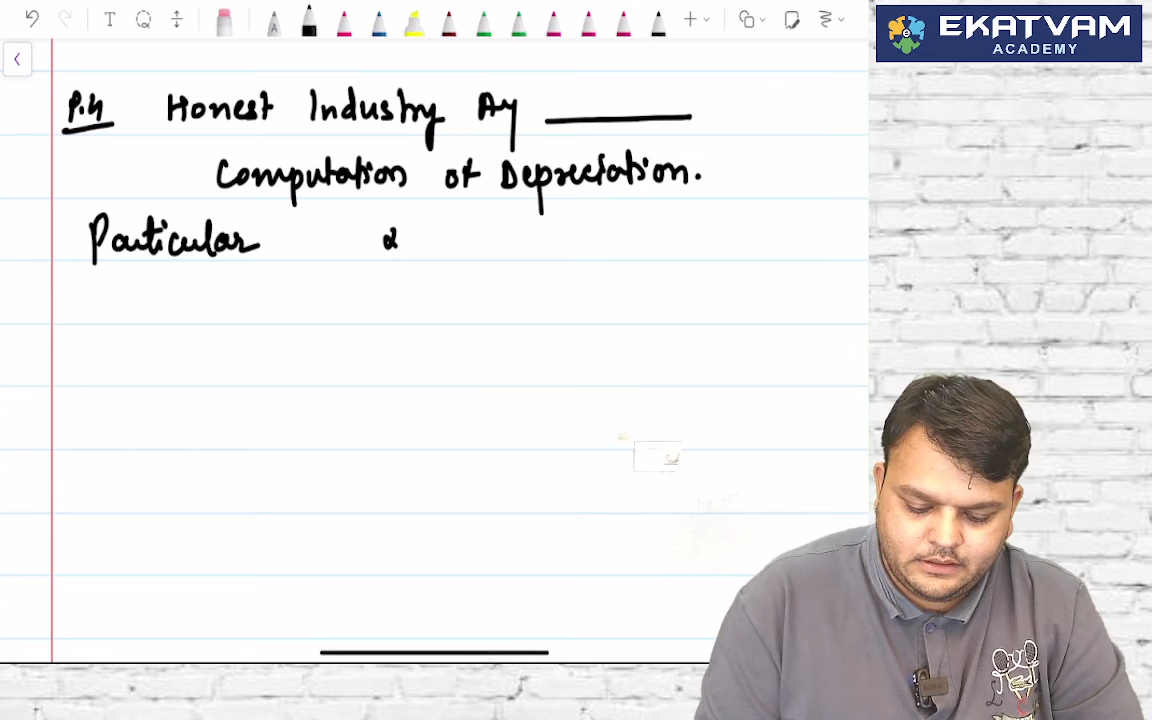 EKATVAM
ACADEMY
P.4 Honest Industry Ay
Computation of Depreciation.
Particular